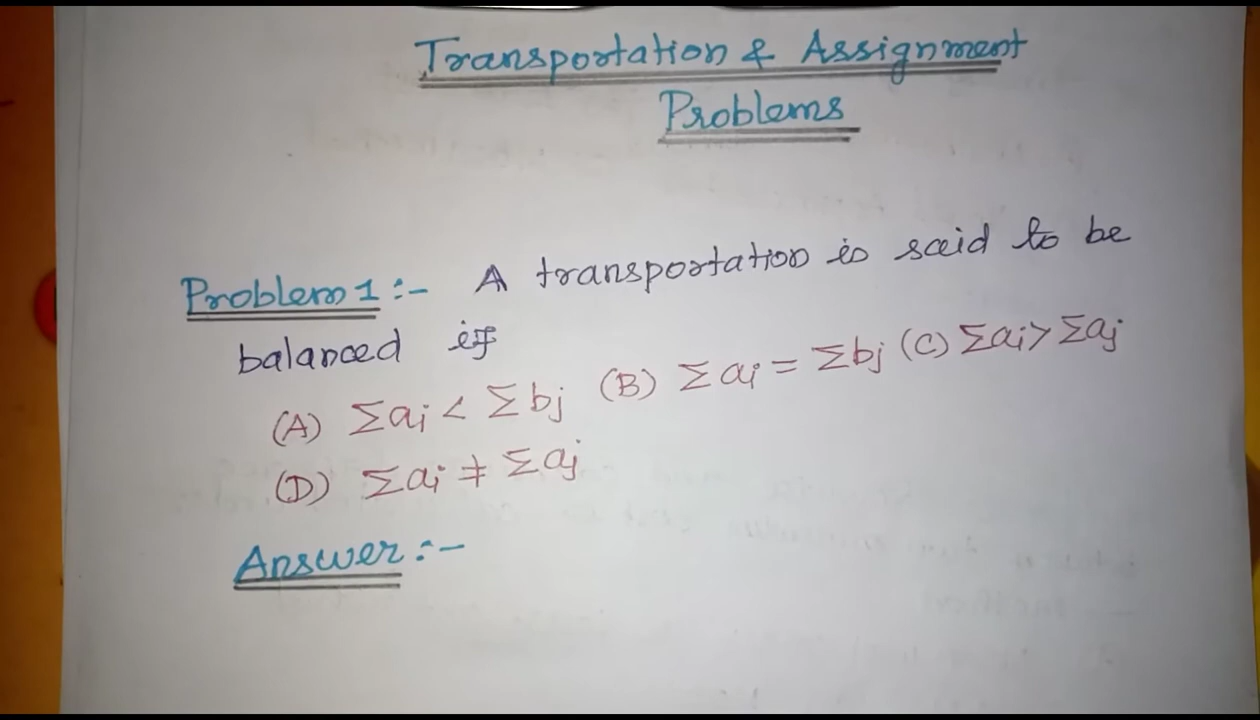 Transportation & Assignment
Problems
Problem 1 :- A transportation is said to be
balanced if
(A) Σai < Σbj (B) Σai = Σbj (C) Σai > Σaj
(D) Σai ≠ Σaj
Answer :-